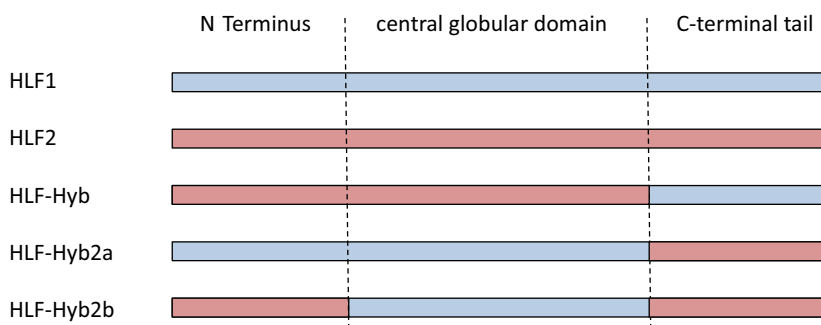 N Terminus central globular domain C-terminal tail
HLF1
HLF2
HLF-Hyb
HLF-Hyb2a
HLF-Hyb2b